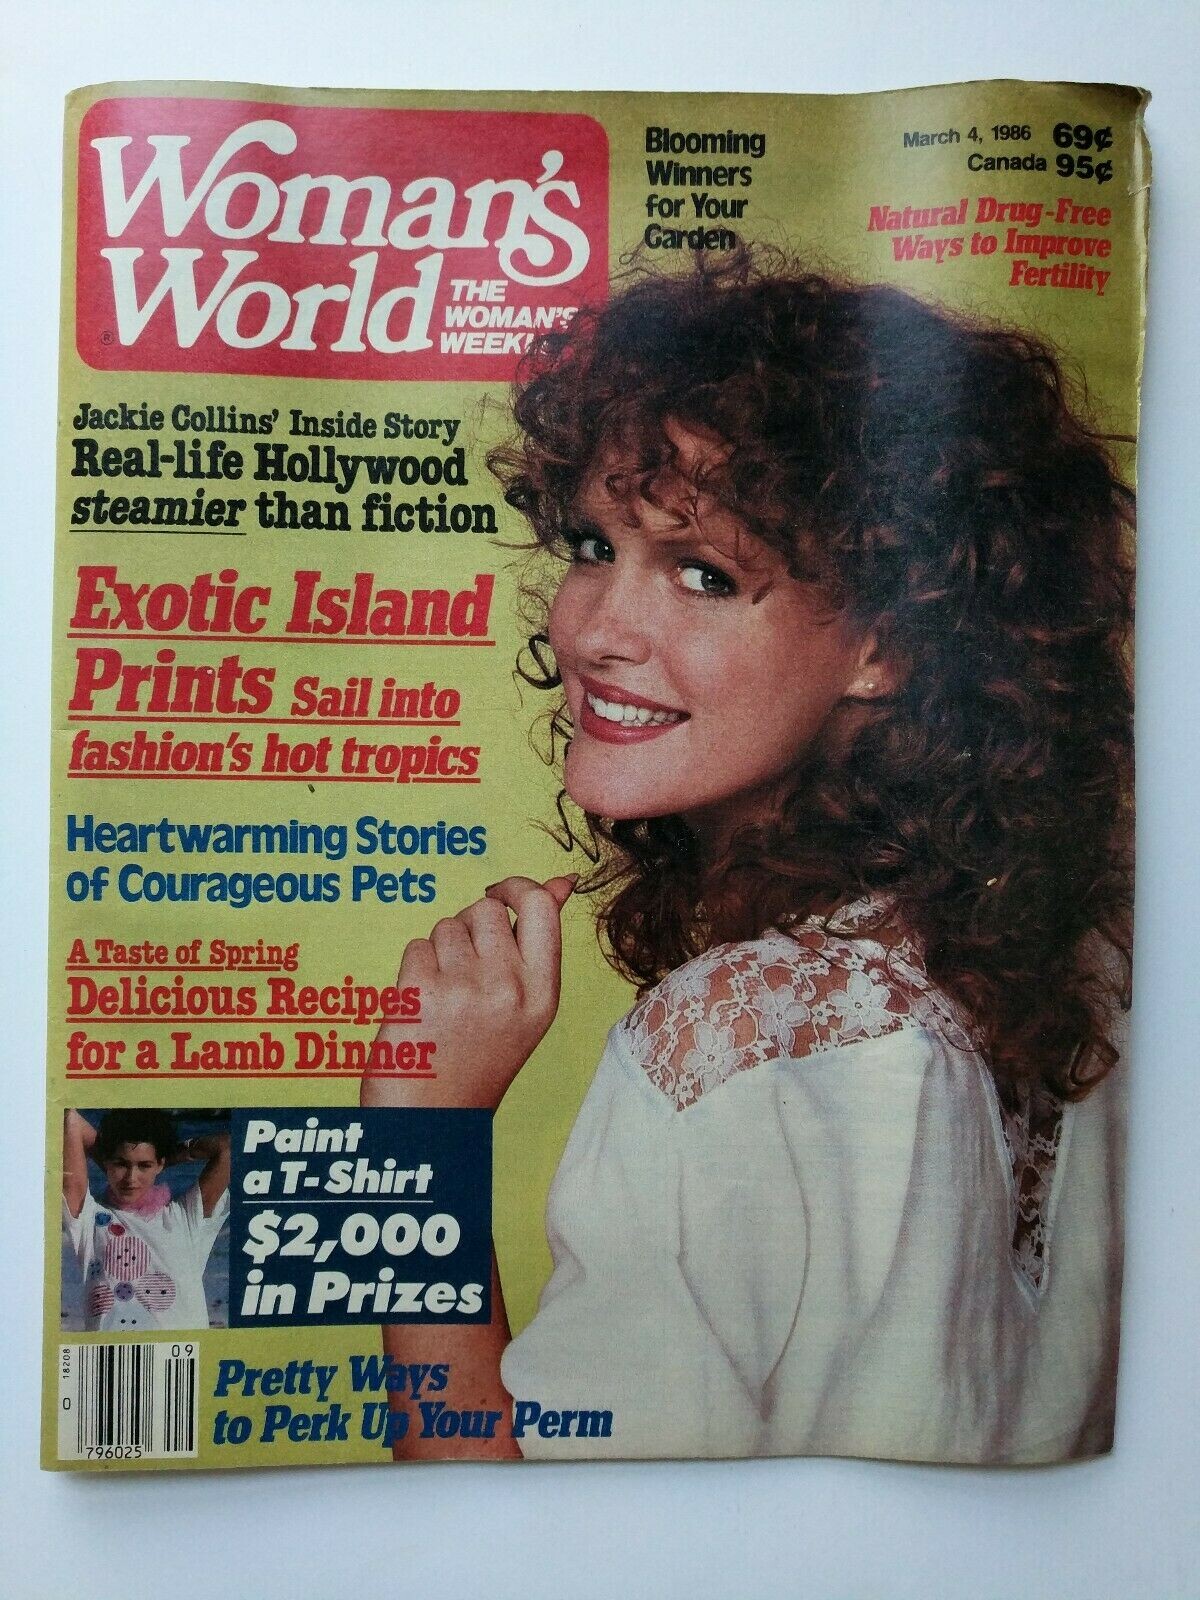 Woman's
World
®
THE
WOMAN'S
Blooming
Winners
for Your
Garden
March 4, 1986 69¢
Canada 95¢
Natural Drug-Free
Ways to Improve
Fertility
Jackie Collins' Inside Story
Real-life Hollywood
steamier than fiction
Exotic Island
Prints Sail into
fashion's hot tropics
Heartwarming Stories
of Courageous Pets
A Taste of Spring
Delicious Recipes
for a Lamb Dinner
Paint
a T-Shirt
$2,000
in Prizes
Pretty Ways
to Perk Up Your Perm
09
0 18208
796025